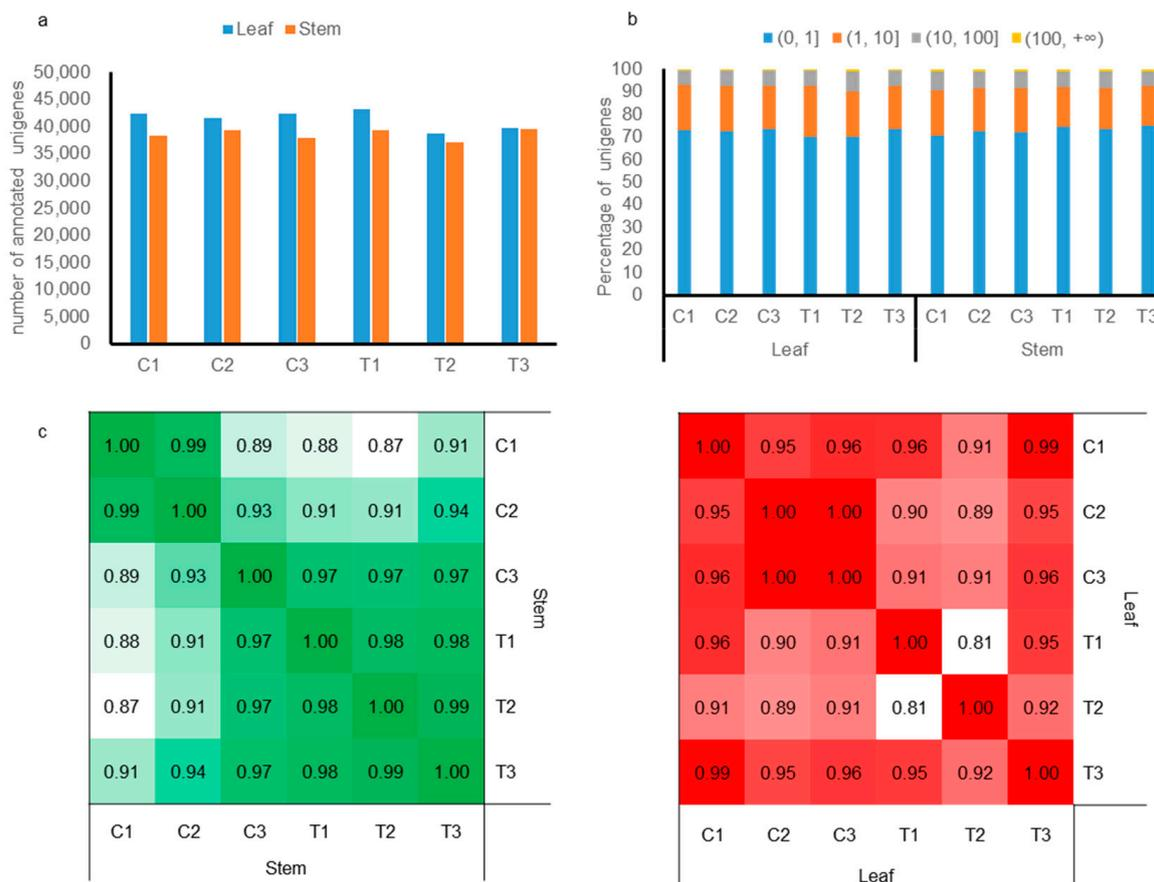 a
Leaf Stem
50,000
45,000
40,000
35,000
30,000
25,000
20,000
15,000
10,000
5,000
0
number of annotated unigenes
C1 C2 C3 T1 T2 T3
b
(0, 1] (1, 10] (10, 100] (100, +∞)
100
90
80
70
60
50
40
30
20
10
0
Percentage of unigenes
C1 C2 C3 T1 T2 T3 C1 C2 C3 T1 T2 T3
Leaf Stem
c
1.00 0.99 0.89 0.88 0.87 0.91 C1
0.99 1.00 0.93 0.91 0.91 0.94 C2
0.89 0.93 1.00 0.97 0.97 0.97 C3
0.88 0.91 0.97 1.00 0.98 0.98 T1
0.87 0.91 0.97 0.98 1.00 0.99 T2
0.91 0.94 0.97 0.98 0.99 1.00 T3
Stem
C1 C2 C3 T1 T2 T3
Stem
1.00 0.95 0.96 0.96 0.91 0.99 C1
0.95 1.00 1.00 0.90 0.89 0.95 C2
0.96 1.00 1.00 0.91 0.91 0.96 C3
0.96 0.90 0.91 1.00 0.81 0.95 T1
0.91 0.89 0.91 0.81 1.00 0.92 T2
0.99 0.95 0.96 0.95 0.92 1.00 T3
Leaf
C1 C2 C3 T1 T2 T3
Leaf